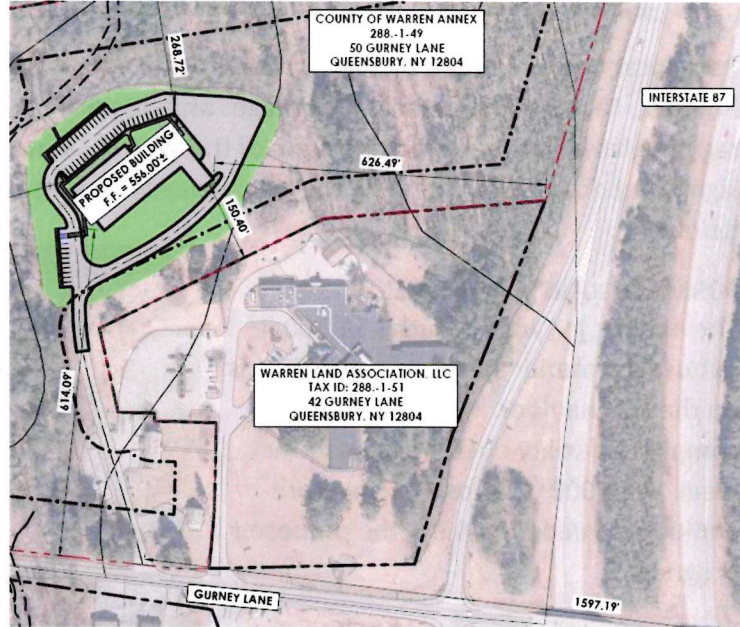 COUNTY OF WARREN ANNEX
288.-1-49
50 GURNEY LANE
QUEENSBURY, NY 12804
268.72'
INTERSTATE 87
626.49'
PROPOSED BUILDING
F.F. = 556.00'±
150.40'
WARREN LAND ASSOCIATION, LLC
TAX ID: 288.-1-51
42 GURNEY LANE
QUEENSBURY, NY 12804
614.09'
GURNEY LANE
1597.19'